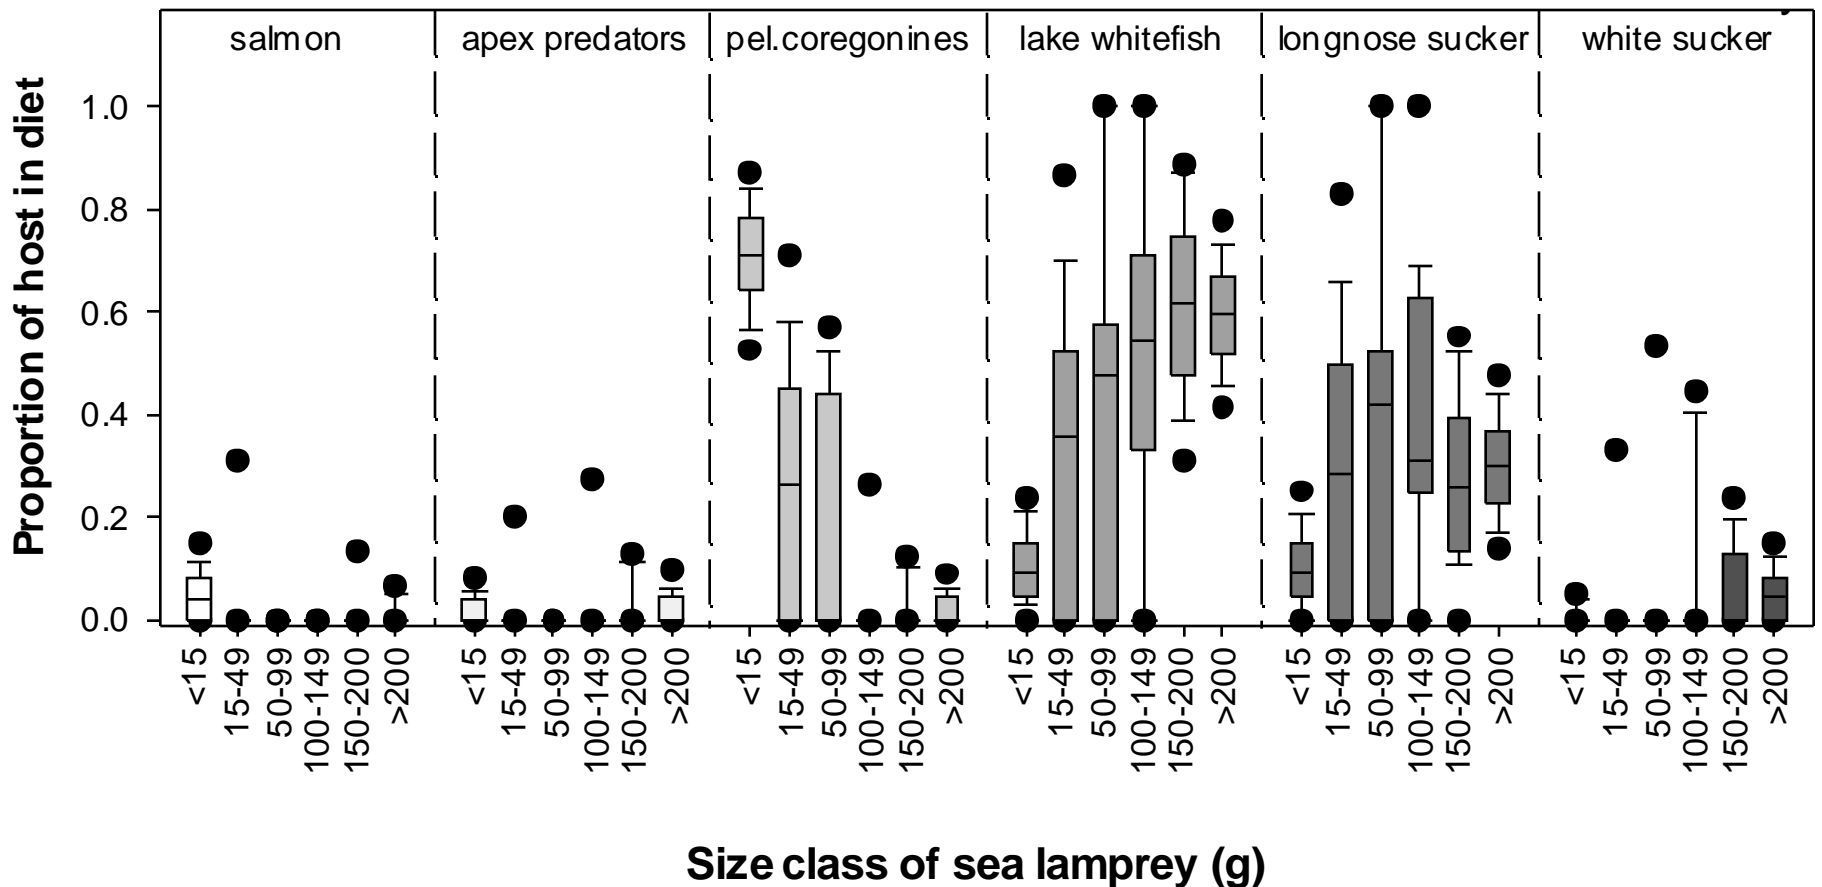 salmon apex predators pel.coregonines lake whitefish longnose sucker white sucker
Proportion of host in diet
1.0
0.8
0.6
0.4
0.2
0.0
<15 15-49 50-99 100-149 150-200 >200 <15 15-49 50-99 100-149 150-200 >200 <15 15-49 50-99 100-149 150-200 >200 <15 15-49 50-99 100-149 150-200 >200 <15 15-49 50-99 100-149 150-200 >200 <15 15-49 50-99 100-149 150-200 >200
Size class of sea lamprey (g)